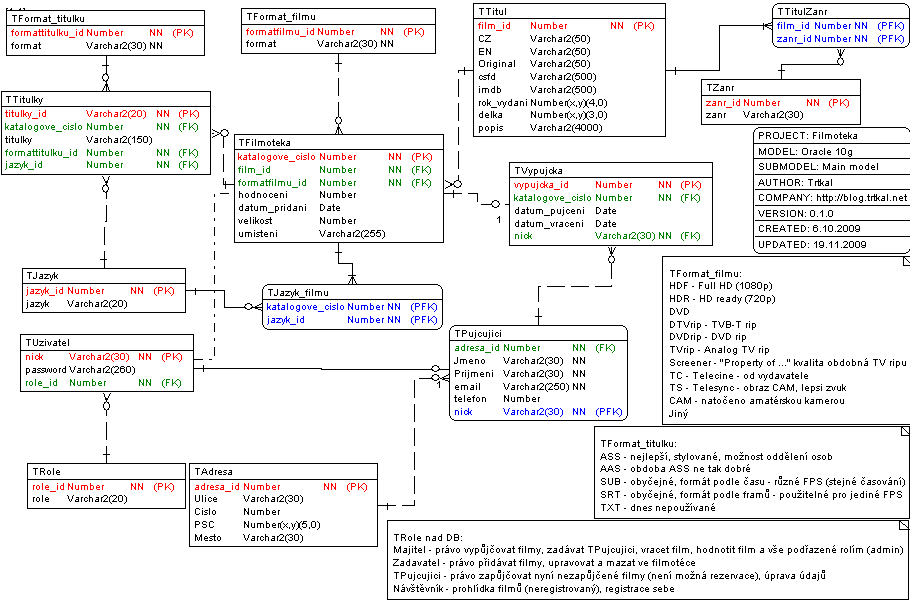 TFormat_titulku
formattitulku_id Number NN (PK)
format Varchar2(30) NN
TFormat_filmu
formatfilmu_id Number NN (PK)
format Varchar2(30) NN
TTitul
film_id Number NN (PK)
CZ Varchar2(50)
EN Varchar2(50)
Original Varchar2(50)
csfd Varchar2(500)
imdb Varchar2(500)
rok_vydani Number(x,y)(4,0)
delka Number(x,y)(3,0)
popis Varchar2(4000)
TTitulZanr
film_id Number NN (PFK)
zanr_id Number NN (PFK)
TZanr
zanr_id Number NN (PK)
zanr Varchar2(30)
TTitulky
titulky_id Varchar2(20) NN (PK)
katalogove_cislo Number NN (FK)
titulky Varchar2(150)
formattitulku_id Number NN (FK)
jazyk_id Number NN (FK)
TFilmoteka
katalogove_cislo Number NN (PK)
film_id Number NN (FK)
formatfilmu_id Number NN (FK)
hodnoceni Number
datum_pridani Date
velikost Number
umisteni Varchar2(255)
TVypujcka
vypujcka_id Number NN (PK)
katalogove_cislo Number NN (FK)
datum_pujceni Date
datum_vraceni Date
nick Varchar2(30) NN (FK)
1
PROJECT: Filmoteka
MODEL: Oracle 10g
SUBMODEL: Main model
AUTHOR: Trtkal
COMPANY: http://blog.trtkal.net
VERSION: 0.1.0
CREATED: 6.10.2009
UPDATED: 19.11.2009
TJazyk
jazyk_id Number NN (PK)
jazyk Varchar2(20)
TJazyk_filmu
katalogove_cislo Number NN (PFK)
jazyk_id Number NN (PFK)
TUzivatel
nick Varchar2(30) NN (PK)
password Varchar2(260)
role_id Number NN (FK)
TPujcujici
adresa_id Number NN (FK)
Jmeno Varchar2(30) NN
Prijmeni Varchar2(30) NN
email Varchar2(250) NN
telefon Number
nick Varchar2(30) NN (PFK)
1
TFormat_filmu:
HDF - Full HD (1080p)
HDR - HD ready (720p)
DVD
DTVrip - TVB-T rip
DVDrip - DVD rip
TVrip - Analog TV rip
Screener - "Property of ..." kvalita obdobná TV ripu
TC - Telecine - od vydavatele
TS - Telesync - obraz CAM, lepsi zvuk
CAM - natočeno amatérskou kamerou
Jiný
TRole
role_id Number NN (PK)
role Varchar2(20)
TAdresa
adresa_id Number NN (PK)
Ulice Varchar2(30)
Cislo Number
PSC Number(x,y)(5,0)
Mesto Varchar2(30)
TFormat_titulku:
ASS - nejlepší, stylované, možnost oddělení osob
AAS - obdoba ASS ne tak dobré
SUB - obyčejné, formát podle času - různé FPS (stejné časování)
SRT - obyčejné, formát podle framů - použitelné pro jediné FPS
TXT - dnes nepoužívané
TRole nad DB:
Majitel - právo vypůjčovat filmy, zadávat TPujcujici, vracet film, hodnotit film a vše podřazené rolím (admin)
Zadavatel - právo přidávat filmy, upravovat a mazat ve filmotéce
TPujcujici - právo zapůjčovat nyní nezapůjčené filmy (není možná rezervace), úprava údajů
Návštěvník - prohlídka filmů (neregistrovaný), registrace sebe